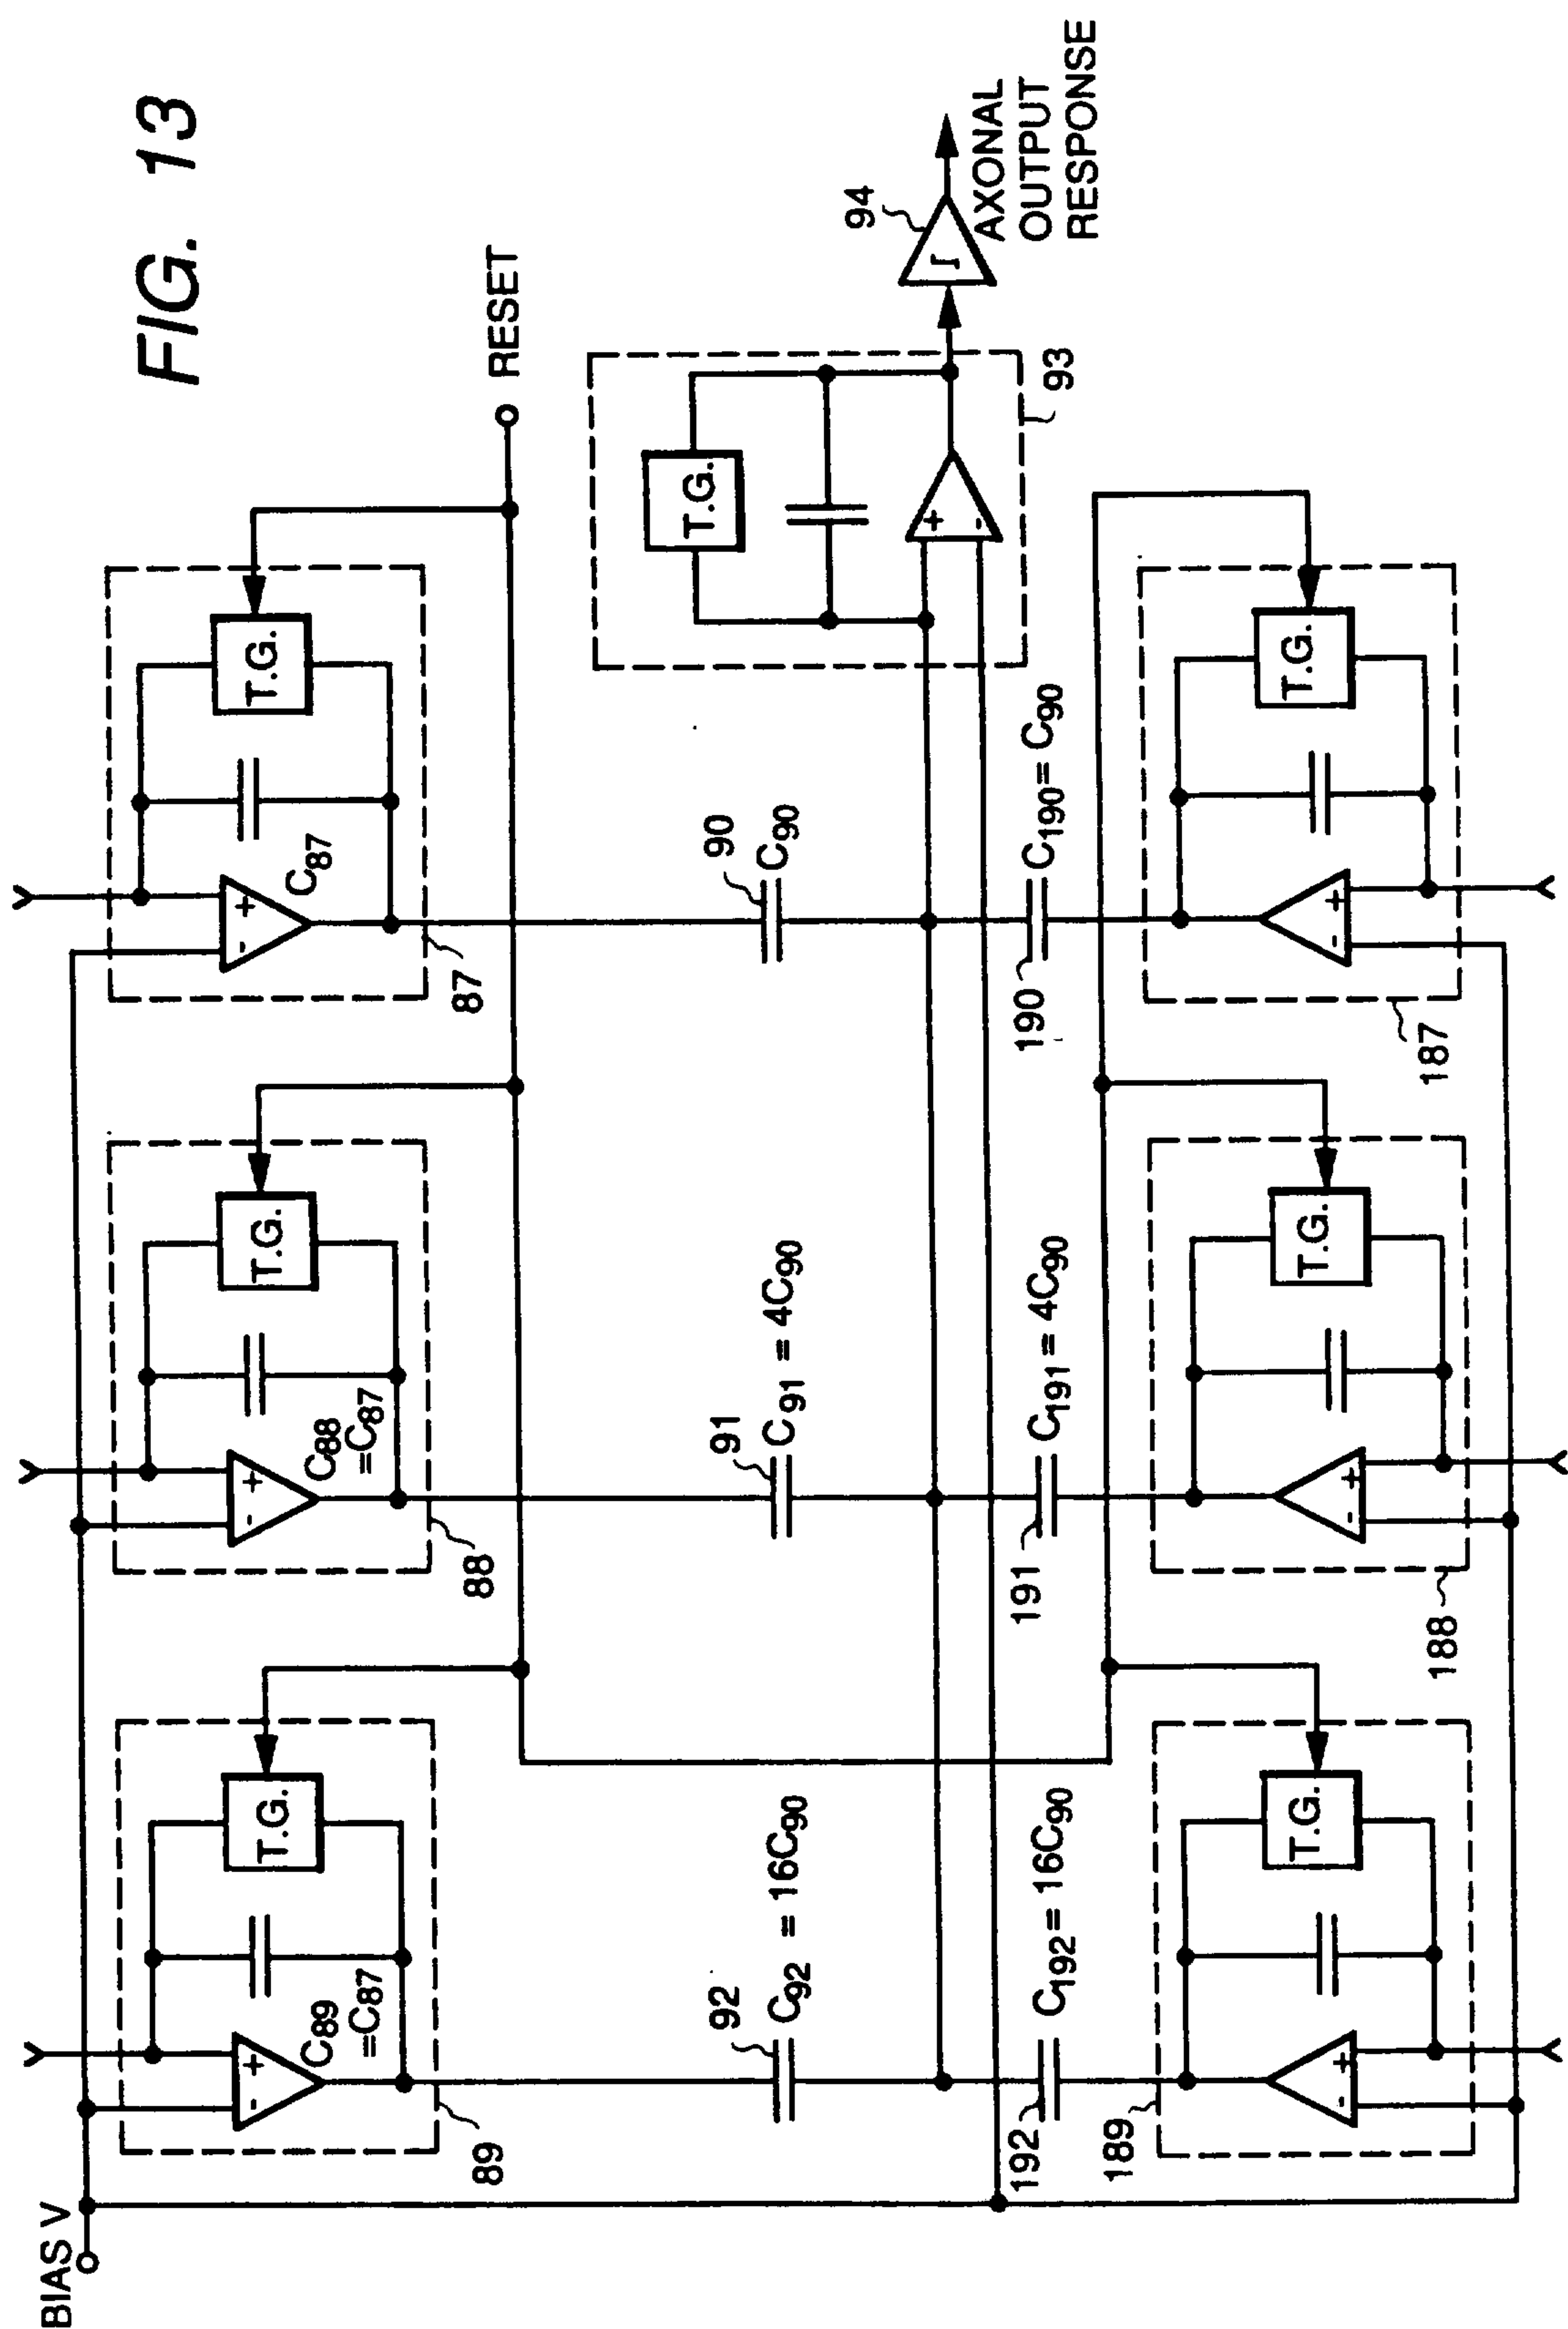 FIG. 13
BIAS V
RESET
T.G.
T.G.
T.G.
+
-
+
-
+
-
C89
=C87
C88
=C87
C87
89
88
87
92
C92 = 16C90
91
C91 = 4C90
90
C90
T.G.
+
-
93
94
AXONAL
OUTPUT
RESPONSE
192
C192= 16C90
191
C191= 4C90
190
C190= C90
T.G.
T.G.
T.G.
+
-
+
-
+
-
189
188
187